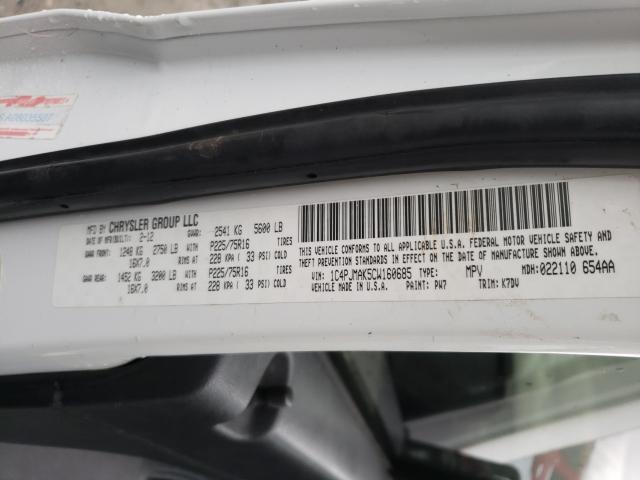 MFD BY CHRYSLER GROUP LLC
DATE OF MFR/BUILT: 2-12 GVWR: 2541 KG 5600 LB
GAWR FRONT: 1248 KG 2750 LB WITH P225/75R16 TIRES
16X7.0 RIMS AT 228 KPA ( 33 PSI) COLD
GAWR REAR: 1452 KG 3200 LB WITH P225/75R16 TIRES
16X7.0 RIMS AT 228 KPA ( 33 PSI) COLD
THIS VEHICLE CONFORMS TO ALL APPLICABLE U.S.A. FEDERAL MOTOR VEHICLE SAFETY AND
THEFT PREVENTION STANDARDS IN EFFECT ON THE DATE OF MANUFACTURE SHOWN ABOVE.
VIN: 1C4PJMAK5CW160685 TYPE: MPV MDH: 022110 654AA
VEHICLE MADE IN U.S.A. PAINT: PW7 TRIM: K7DV